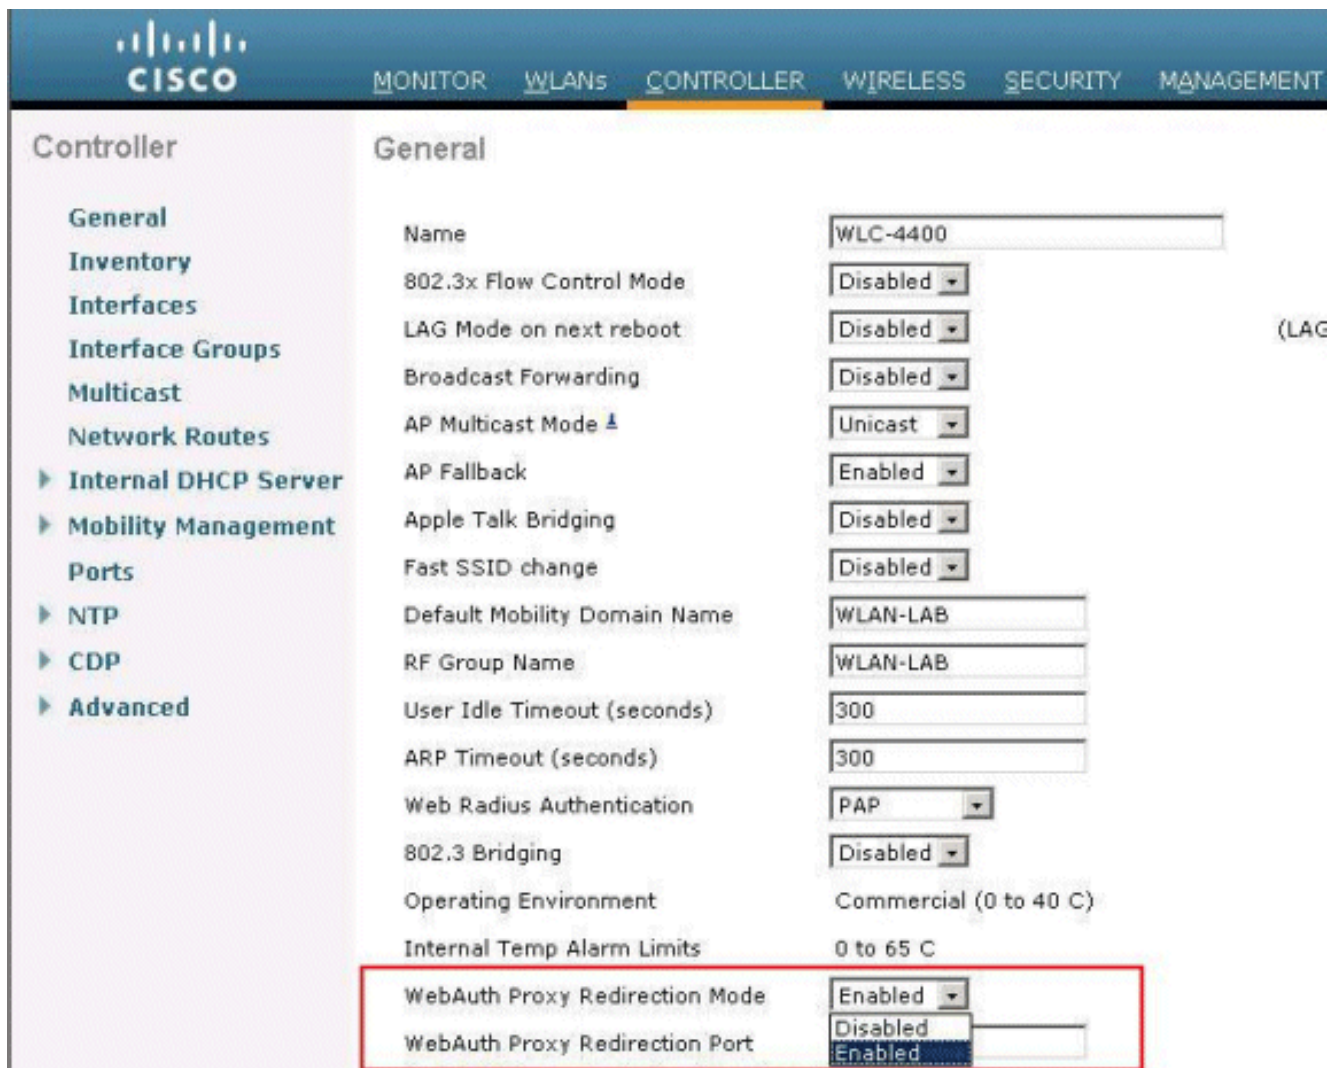 CISCO
MONITOR WLANs CONTROLLER WIRELESS SECURITY MANAGEMENT
Controller
General
Inventory
Interfaces
Interface Groups
Multicast
Network Routes
Internal DHCP Server
Mobility Management
Ports
NTP
CDP
Advanced
General
Name WLC-4400
802.3x Flow Control Mode Disabled
LAG Mode on next reboot Disabled (LAG
Broadcast Forwarding Disabled
AP Multicast Mode 1 Unicast
AP Fallback Enabled
Apple Talk Bridging Disabled
Fast SSID change Disabled
Default Mobility Domain Name WLAN-LAB
RF Group Name WLAN-LAB
User Idle Timeout (seconds) 300
ARP Timeout (seconds) 300
Web Radius Authentication PAP
802.3 Bridging Disabled
Operating Environment Commercial (0 to 40 C)
Internal Temp Alarm Limits 0 to 65 C
WebAuth Proxy Redirection Mode Enabled
Disabled
WebAuth Proxy Redirection Port
Enabled